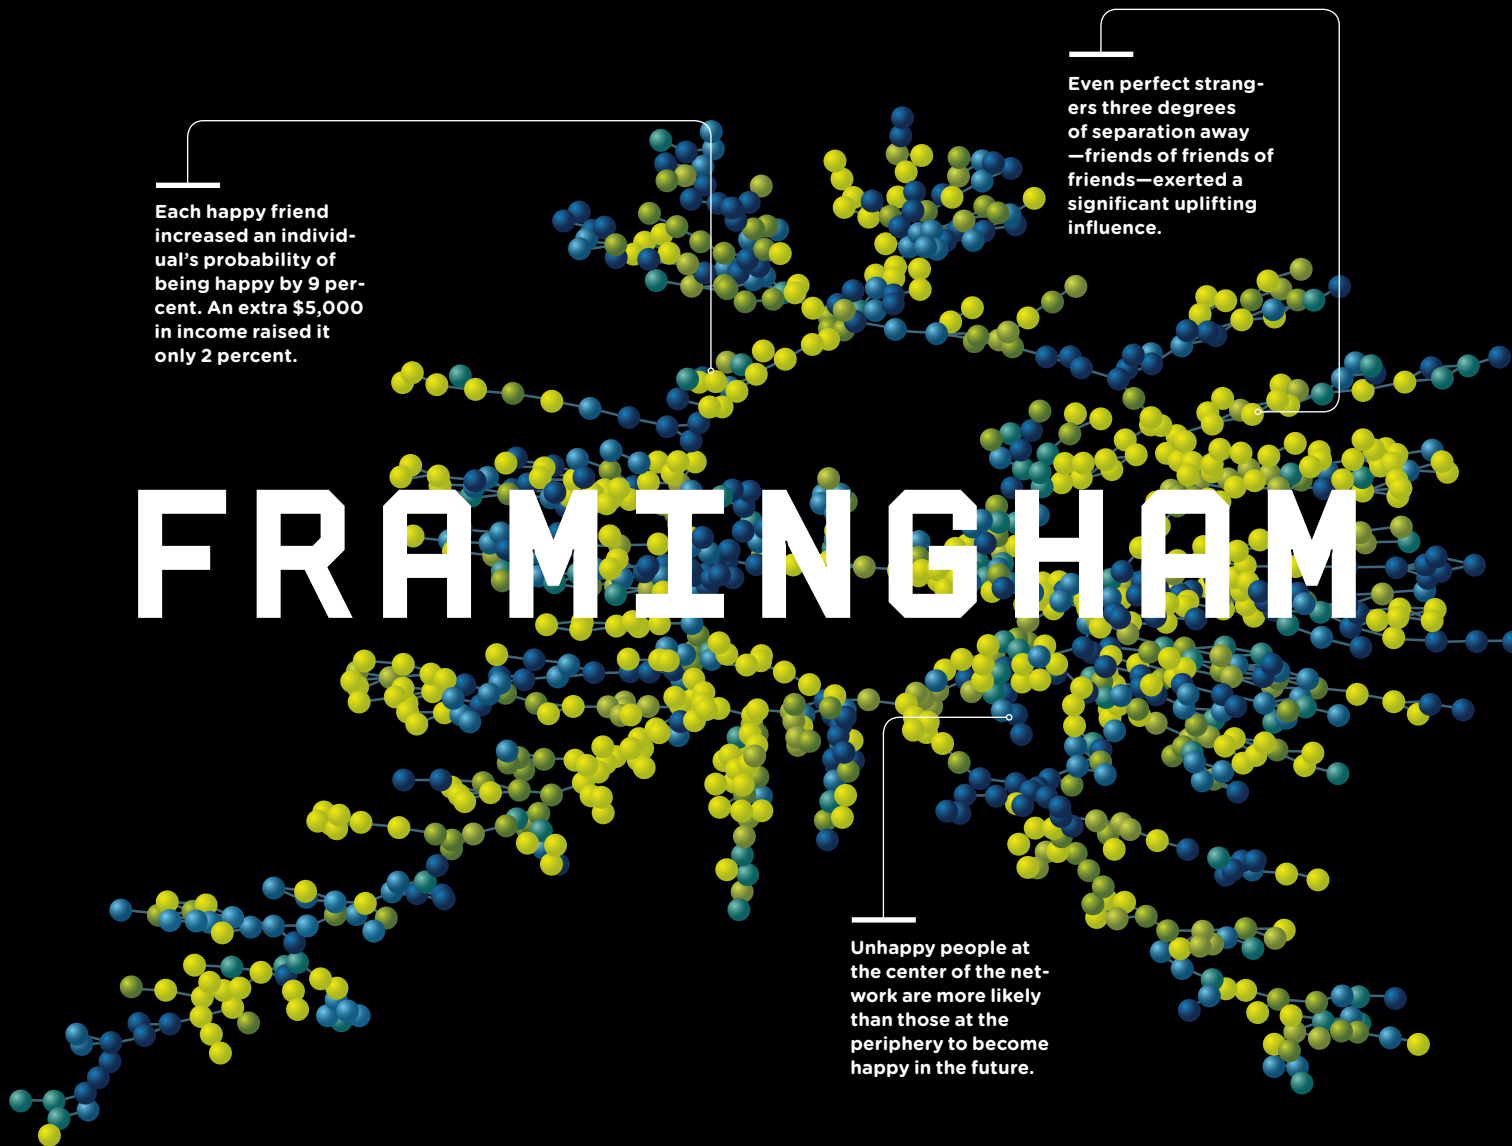 Each happy friend
increased an individ-
ual's probability of
being happy by 9 per-
cent. An extra $5,000
in income raised it
only 2 percent.
Even perfect strang-
ers three degrees
of separation away
—friends of friends of
friends—exerted a
significant uplifting
influence.
FRAMINGHAM
Unhappy people at
the center of the net-
work are more likely
than those at the
periphery to become
happy in the future.